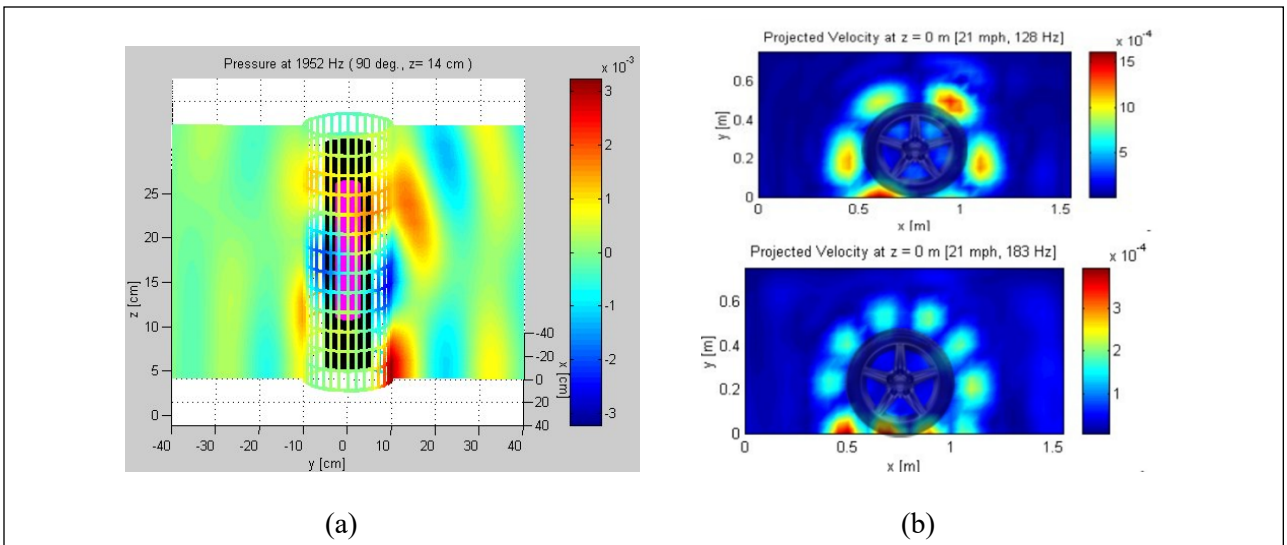 Pressure at 1952 Hz ( 90 deg., z= 14 cm )
x 10^-3
3
2
1
0
-1
-2
-3
z [cm]
25
20
15
10
5
0
-40
-20
0
20
40
x [cm]
-40 -30 -20 -10 0 10 20 30 40
y [cm]
(a)
Projected Velocity at z = 0 m [21 mph, 128 Hz]
x 10^-4
15
10
5
y [m]
0.6
0.4
0.2
0
0 0.5 1 1.5
x [m]
Projected Velocity at z = 0 m [21 mph, 183 Hz]
x 10^-4
3
2
1
y [m]
0.6
0.4
0.2
0
0 0.5 1 1.5
x [m]
(b)